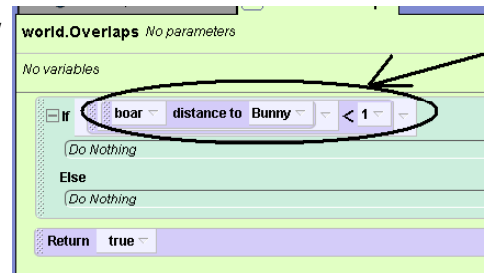 world.Overlaps No parameters
No variables
If boar distance to Bunny < 1
(Do Nothing
Else
(Do Nothing
Return true